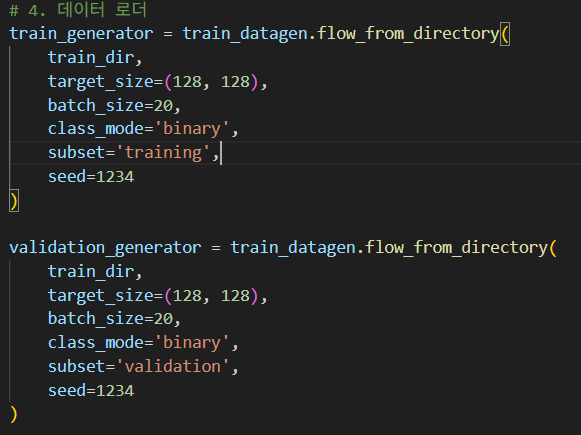 # 4. 데이터 로더
train_generator = train_datagen.flow_from_directory(
    train_dir,
    target_size=(128, 128),
    batch_size=20,
    class_mode='binary',
    subset='training',
    seed=1234
)

validation_generator = train_datagen.flow_from_directory(
    train_dir,
    target_size=(128, 128),
    batch_size=20,
    class_mode='binary',
    subset='validation',
    seed=1234
)